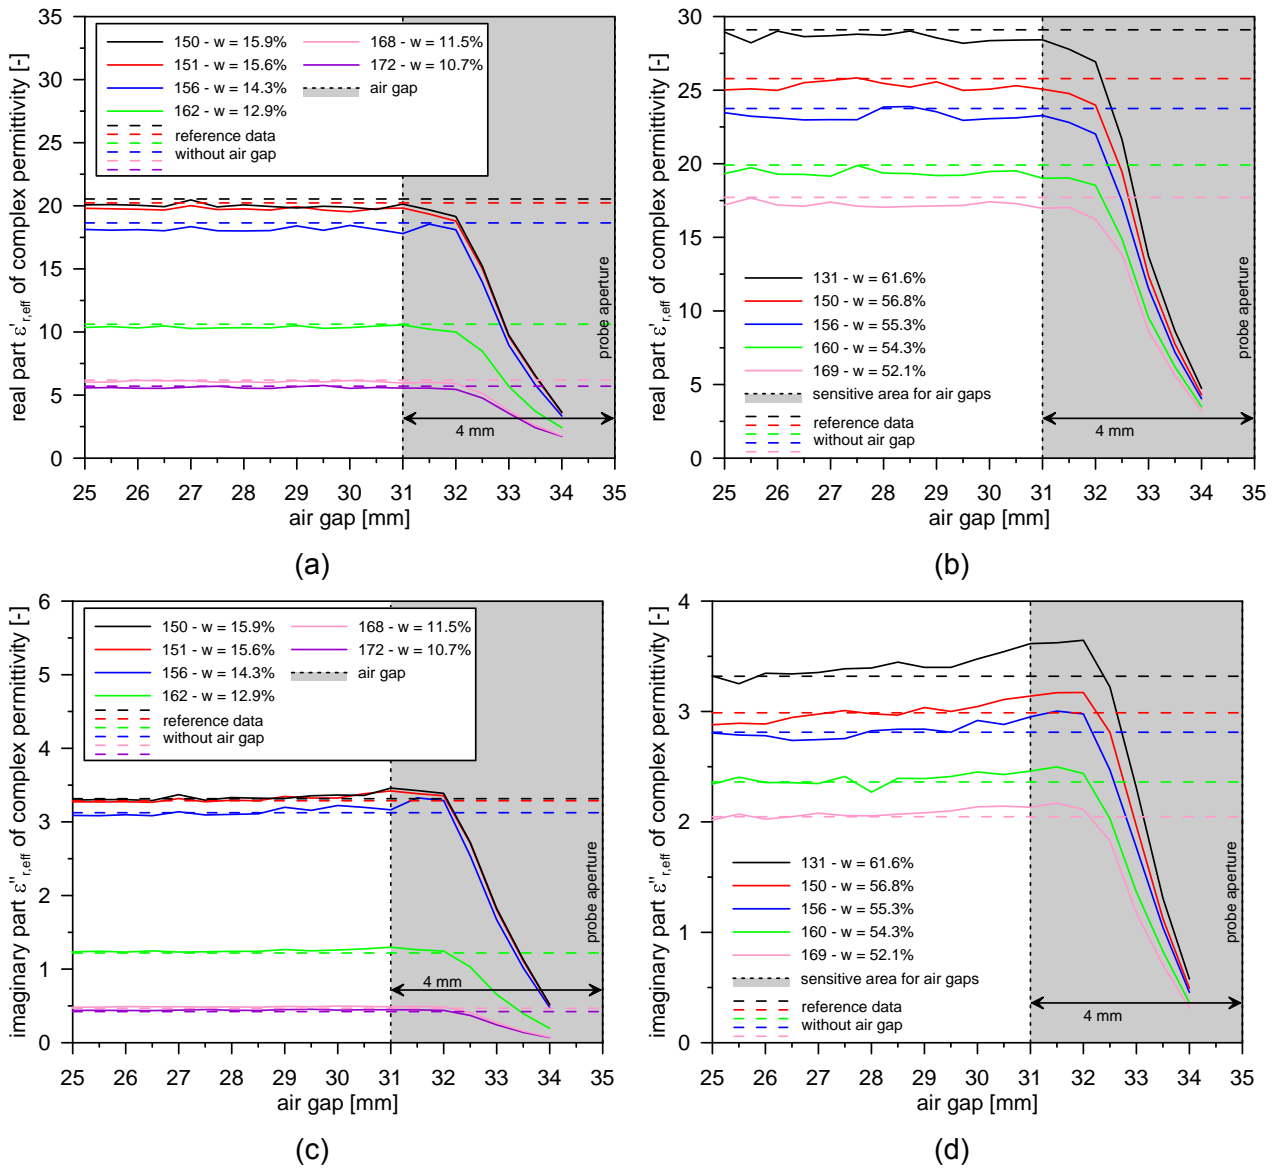 35
30
25
20
15
10
5
0
real part ε'r,eff of complex permittivity [-]
150 - w = 15.9%
168 - w = 11.5%
151 - w = 15.6%
172 - w = 10.7%
156 - w = 14.3%
air gap
162 - w = 12.9%
reference data
without air gap
probe aperture
4 mm
25 26 27 28 29 30 31 32 33 34 35
air gap [mm]
(a)
30
25
20
15
10
5
0
real part ε'r,eff of complex permittivity [-]
131 - w = 61.6%
150 - w = 56.8%
156 - w = 55.3%
160 - w = 54.3%
169 - w = 52.1%
sensitive area for air gaps
reference data
without air gap
probe aperture
4 mm
25 26 27 28 29 30 31 32 33 34 35
air gap [mm]
(b)
6
5
4
3
2
1
0
imaginary part ε''r,eff of complex permittivity [-]
150 - w = 15.9%
168 - w = 11.5%
151 - w = 15.6%
172 - w = 10.7%
156 - w = 14.3%
air gap
162 - w = 12.9%
reference data
without air gap
probe aperture
4 mm
25 26 27 28 29 30 31 32 33 34 35
air gap [mm]
(c)
4
3
2
1
0
imaginary part ε''r,eff of complex permittivity [-]
131 - w = 61.6%
150 - w = 56.8%
156 - w = 55.3%
160 - w = 54.3%
169 - w = 52.1%
sensitive area for air gaps
reference data
without air gap
probe aperture
4 mm
25 26 27 28 29 30 31 32 33 34 35
air gap [mm]
(d)